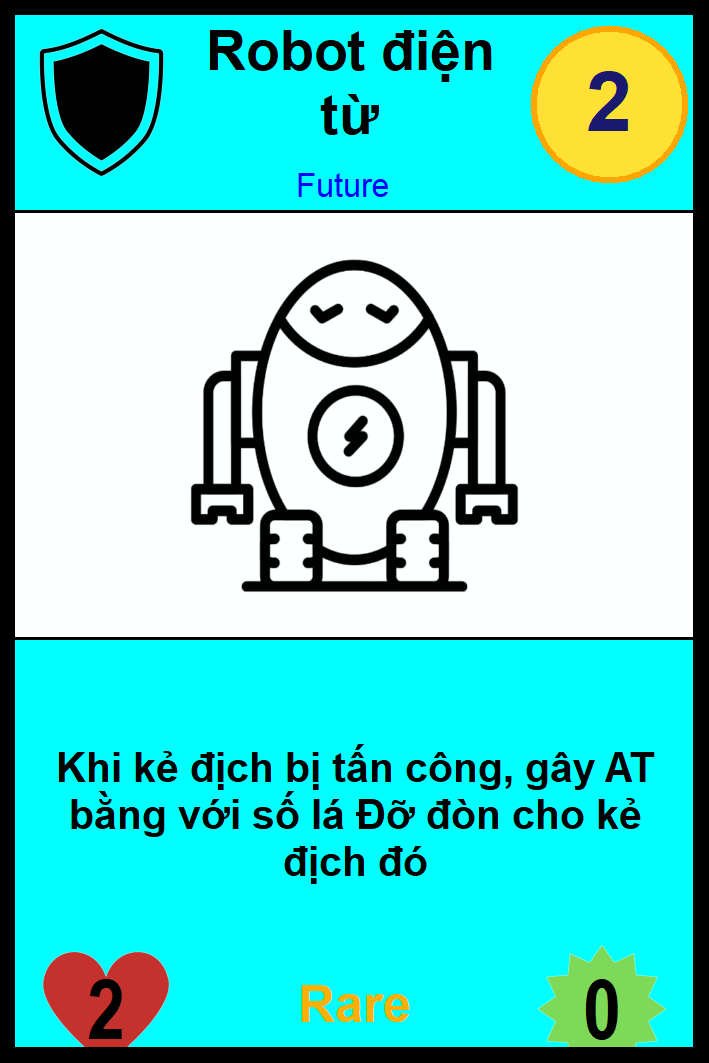 Robot điện
từ
2
Future
Khi kẻ địch bị tấn công, gây AT
bằng với số lá Đỡ đòn cho kẻ
địch đó
2
Rare
0